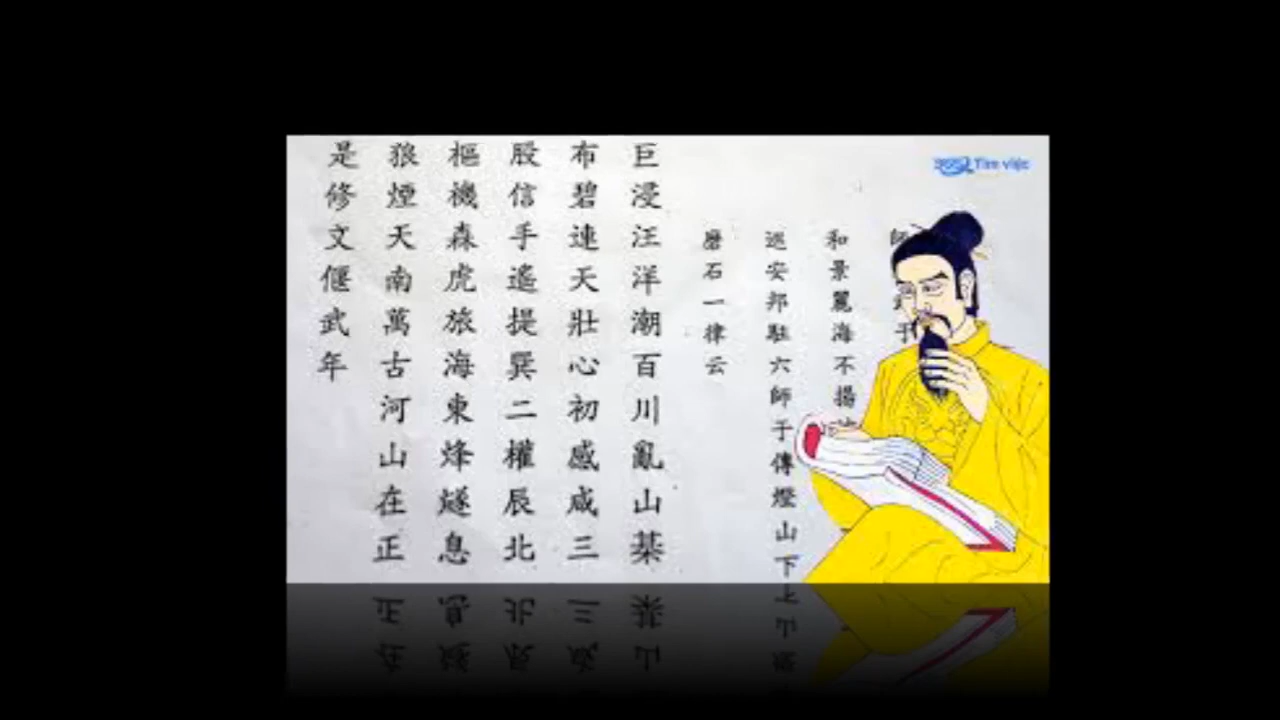 和景麗海不揚
巡安邦駐六師于傳燈山下
磨石一律云
巨浸汪洋潮百川亂山棊
布碧連天壯心初感咸三
股信手遙提巽二權辰北
樞機森虎旅海東烽燧息
狼煙天南萬古河山在正
是修文偃武年
Tìm việc